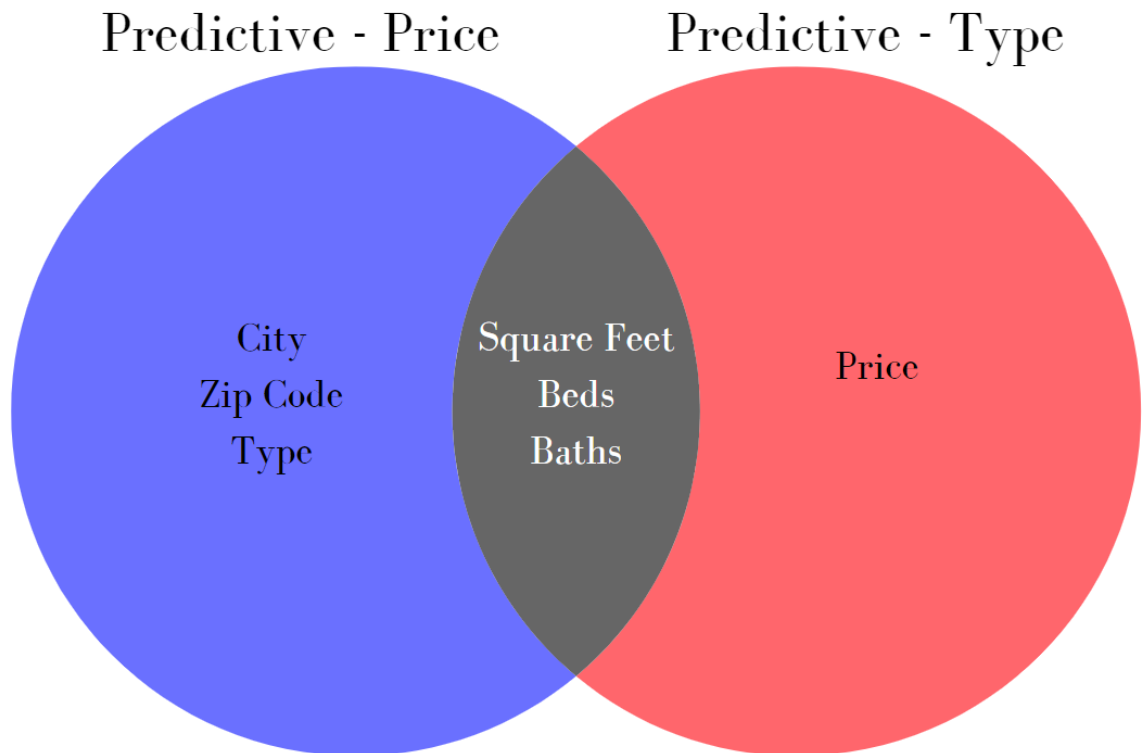 Predictive - Price
Predictive - Type
City
Zip Code
Type
Square Feet
Beds
Baths
Price